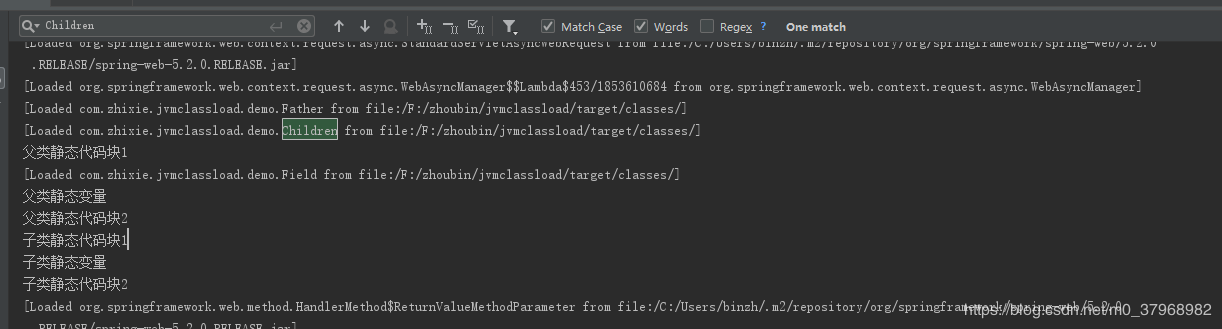 Children Match Case Words Regex ? One match
[Loaded org.springframework.web.context.request.async.StandardServletAsyncWebRequest from file:/C:/Users/binzh/.m2/repository/org/springframework/spring-web/5.2.0
.RELEASE/spring-web-5.2.0.RELEASE.jar]
[Loaded org.springframework.web.context.request.async.WebAsyncManager$$Lambda$453/1853610684 from org.springframework.web.context.request.async.WebAsyncManager]
[Loaded com.zhixie.jvmclassload.demo.Father from file:/F:/zhoubin/jvmclassload/target/classes/]
[Loaded com.zhixie.jvmclassload.demo.Children from file:/F:/zhoubin/jvmclassload/target/classes/]
父类静态代码块1
[Loaded com.zhixie.jvmclassload.demo.Field from file:/F:/zhoubin/jvmclassload/target/classes/]
父类静态变量
父类静态代码块2
子类静态代码块1
子类静态变量
子类静态代码块2
[Loaded org.springframework.web.method.HandlerMethod$ReturnValueMethodParameter from file:/C:/Users/binzh/.m2/repository/org/springframework/spring-web/5.2.0
.RELEASE/spring-web-5.2.0.RELEASE.jar]
https://blog.csdn.net/m0_37968982